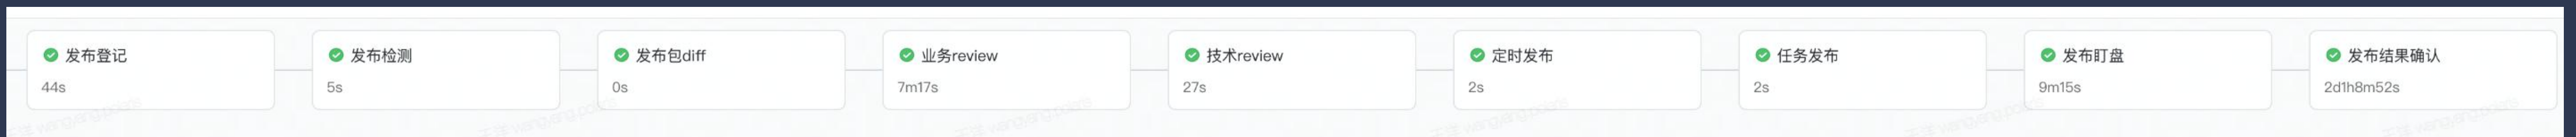 发布登记
44s
发布检测
5s
发布包diff
0s
业务review
7m17s
技术review
27s
定时发布
2s
任务发布
2s
发布盯盘
9m15s
发布结果确认
2d1h8m52s